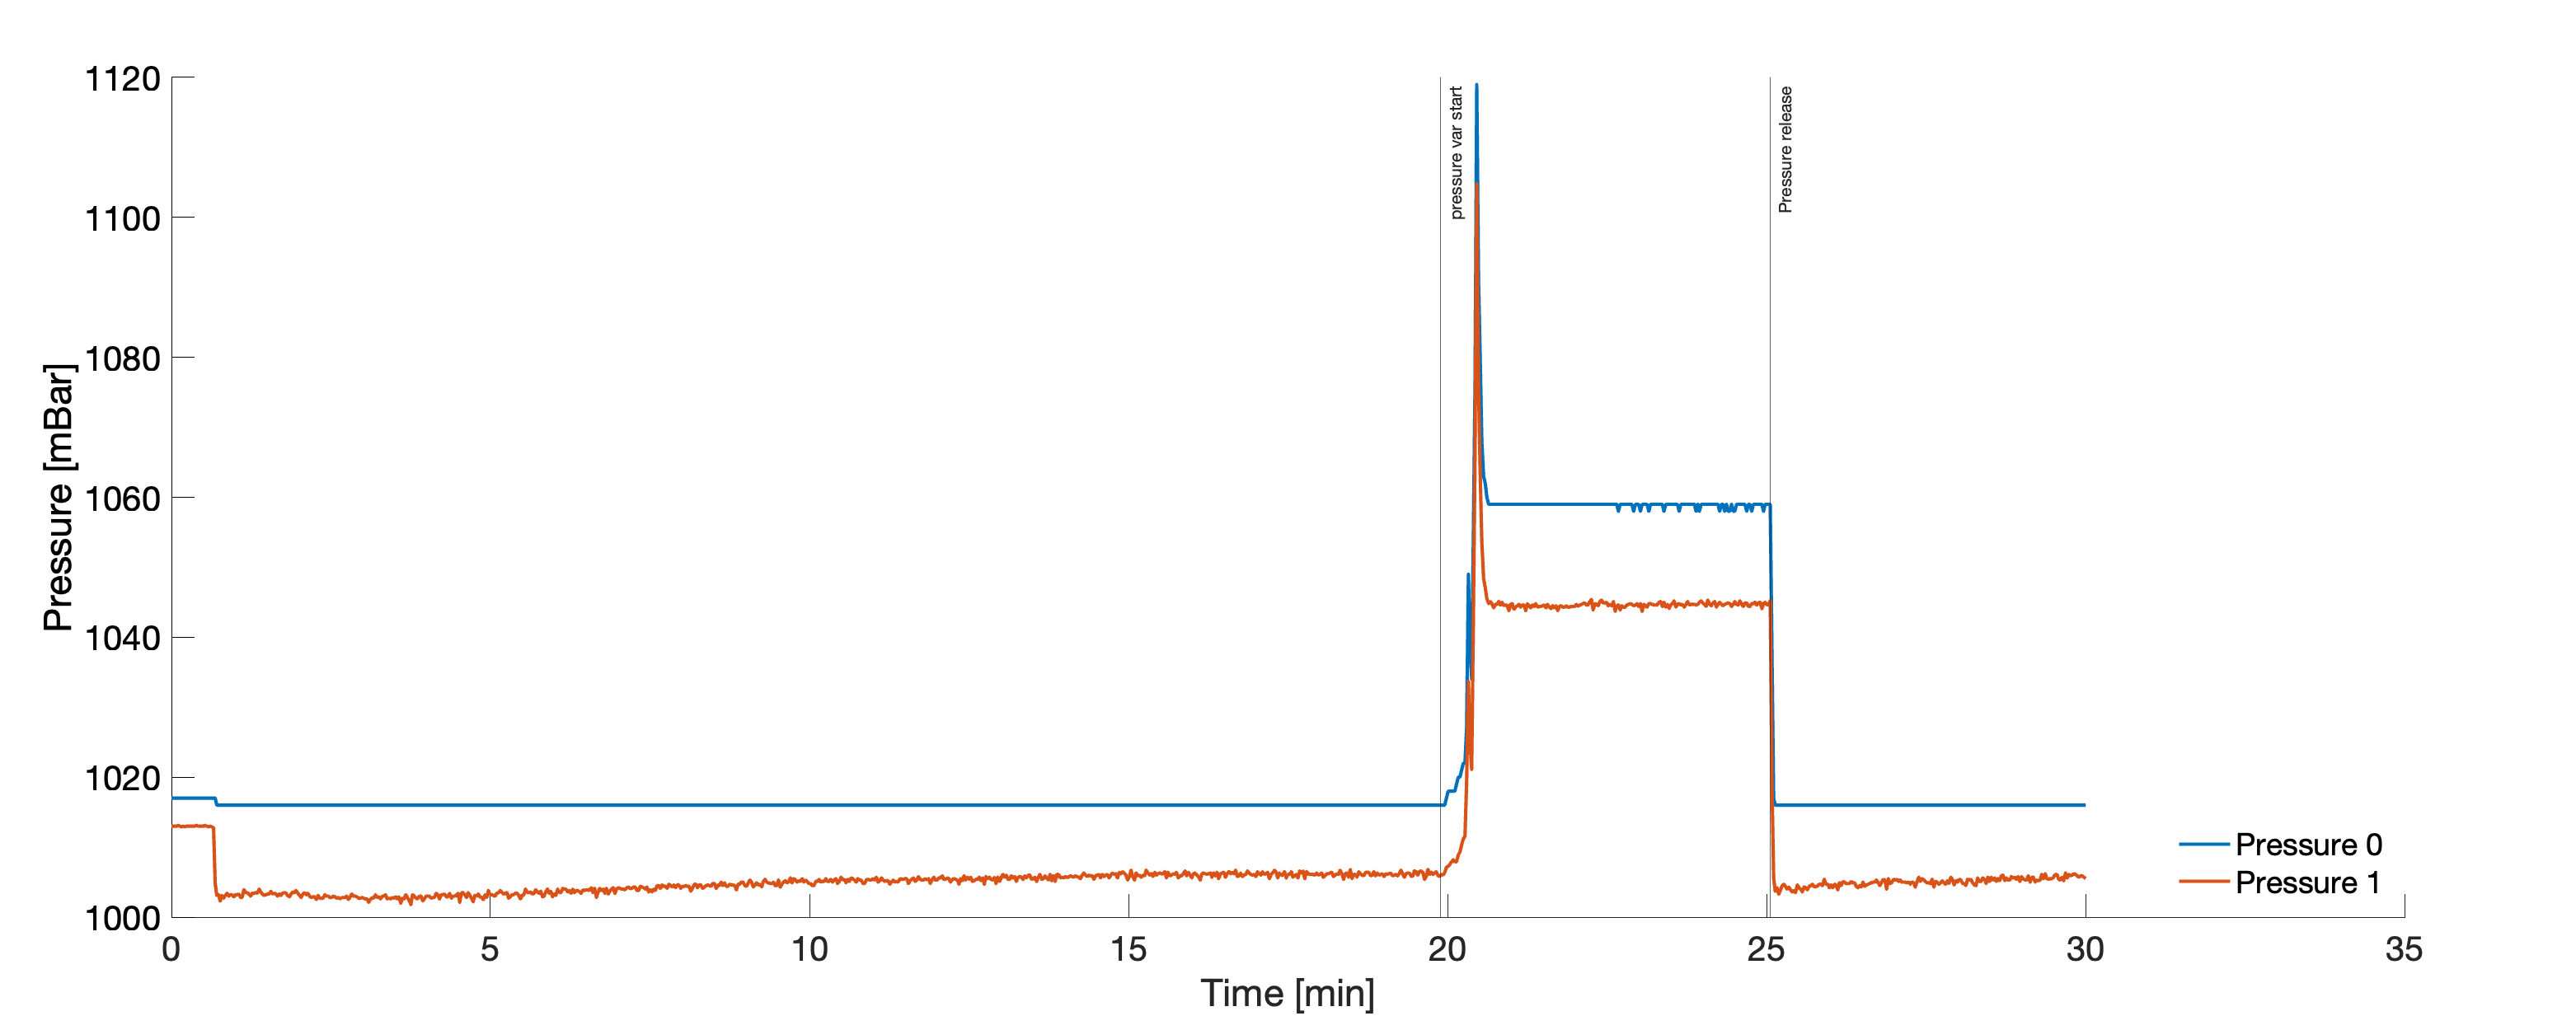 1120
1100
1080
1060
1040
1020
1000
Pressure [mBar]
pressure var start
Pressure release
Pressure 0
Pressure 1
0 5 10 15 20 25 30 35
Time [min]